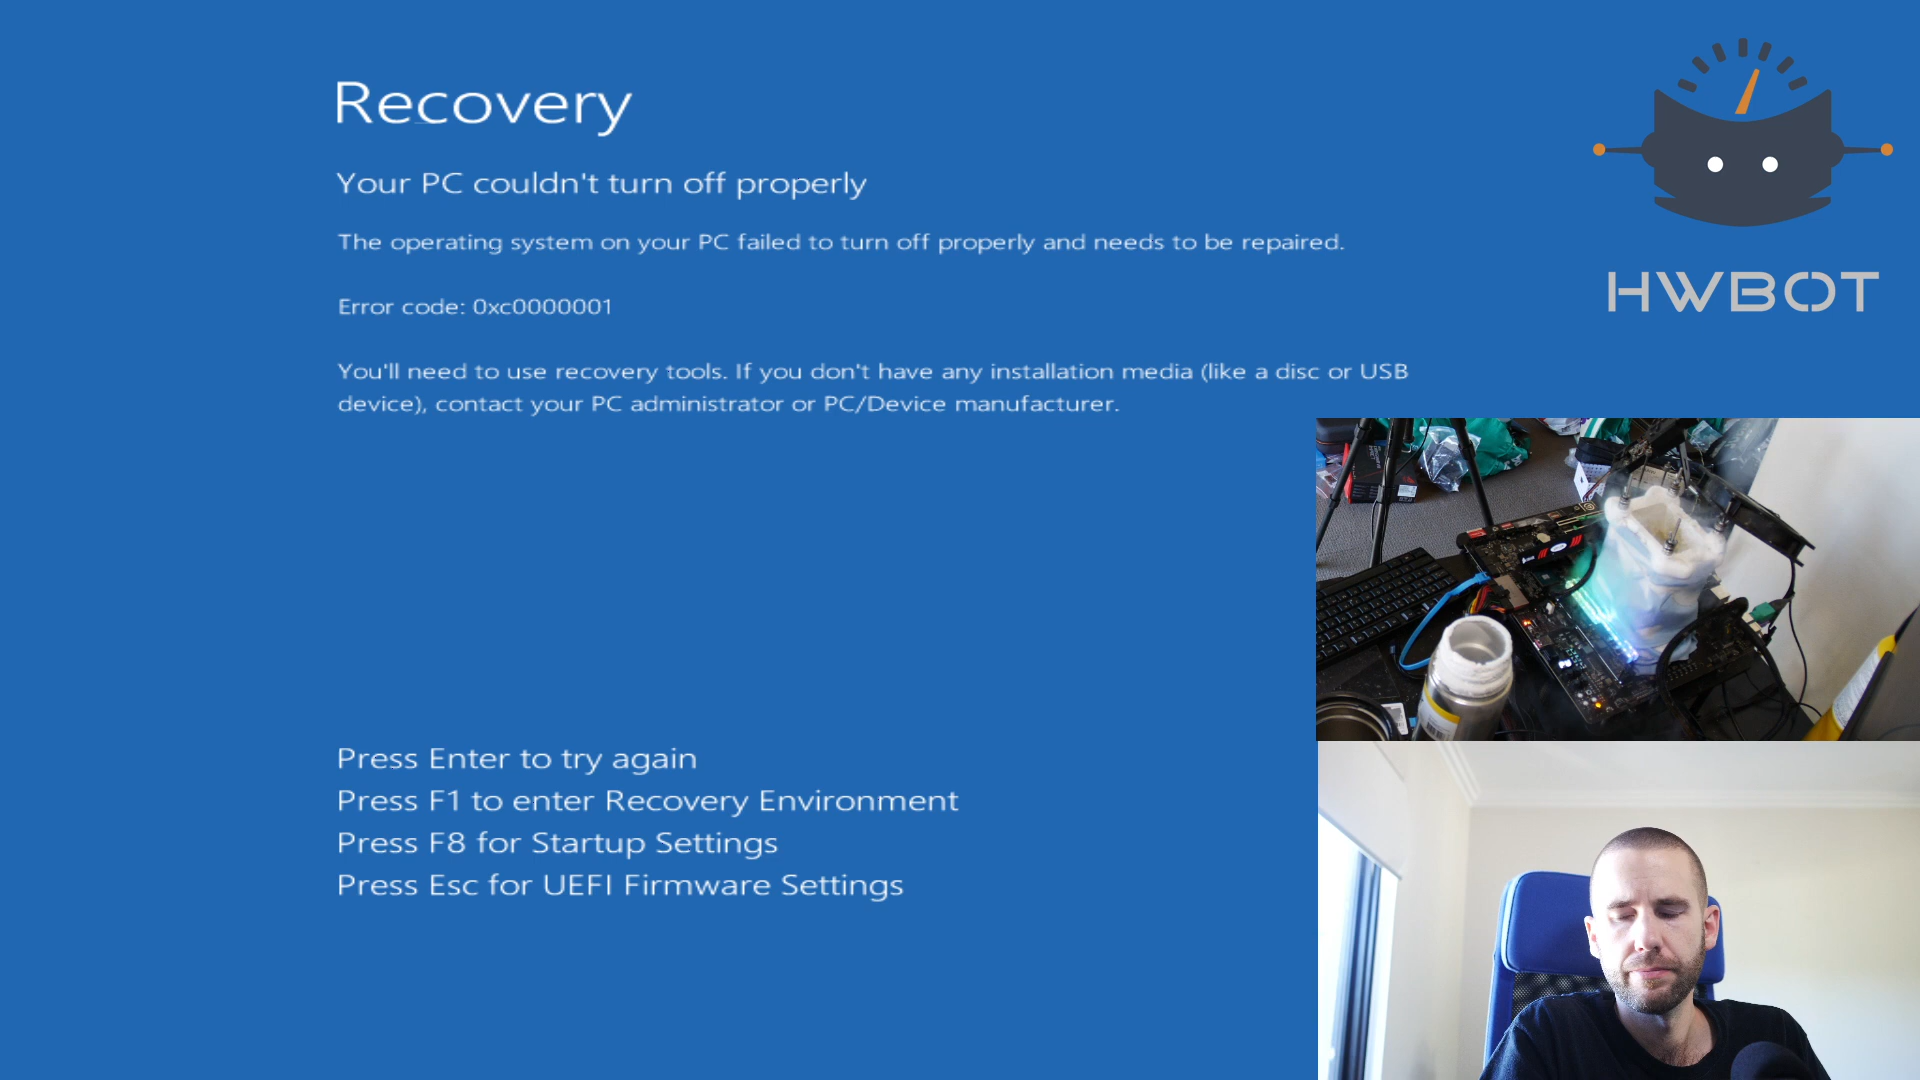 Recovery
Your PC couldn't turn off properly
The operating system on your PC failed to turn off properly and needs to be repaired.
Error code: 0xc0000001
You'll need to use recovery tools. If you don't have any installation media (like a disc or USB
device), contact your PC administrator or PC/Device manufacturer.
Press Enter to try again
Press F1 to enter Recovery Environment
Press F8 for Startup Settings
Press Esc for UEFI Firmware Settings
HWBOT